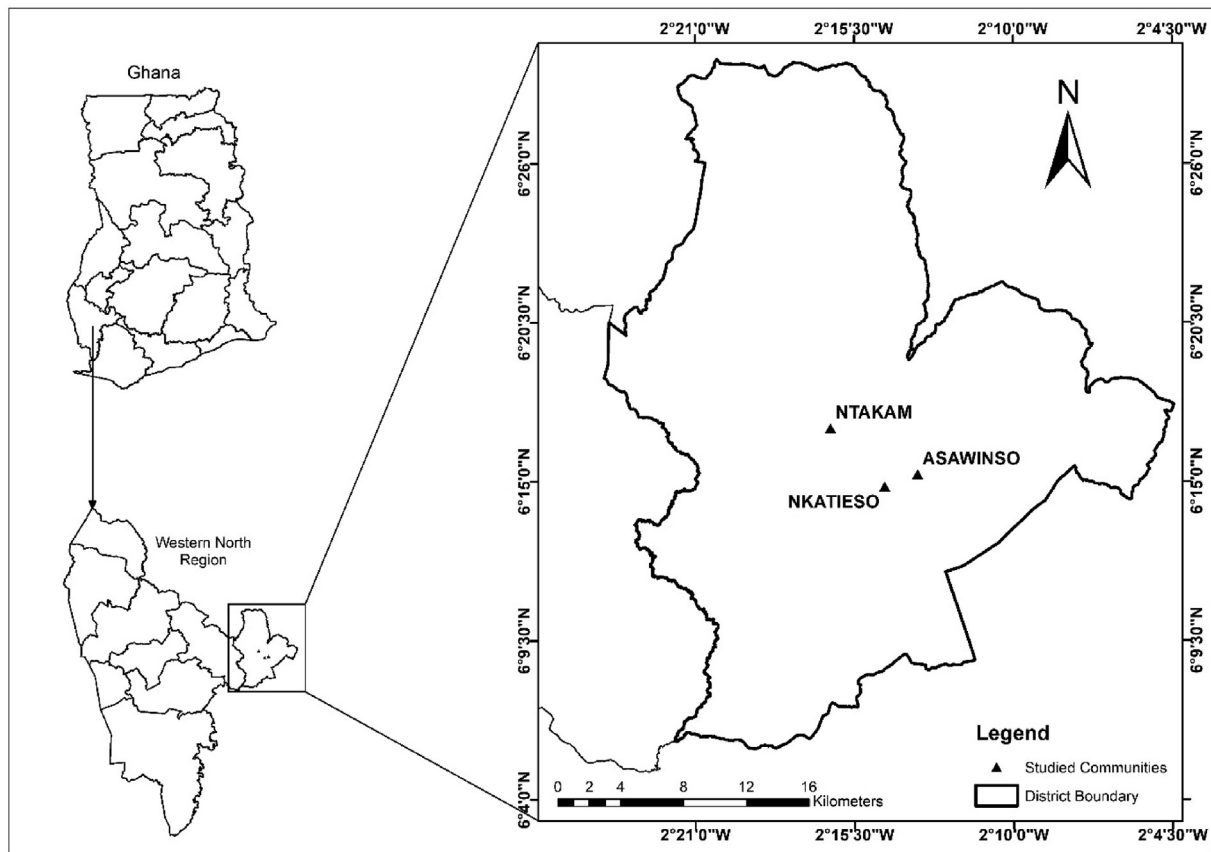 Ghana
Western North
Region
2°21'0"W 2°15'30"W 2°10'0"W 2°4'30"W
N
6°26'0"N 6°26'0"N
6°20'30"N 6°20'30"N
NTAKAM
ASAWINSO
6°15'0"N 6°15'0"N
NKATIESO
6°9'30"N 6°9'30"N
Legend
Studied Communities
District Boundary
0 2 4 8 12 16
Kilometers
6°4'0"N 6°4'0"N
2°21'0"W 2°15'30"W 2°10'0"W 2°4'30"W